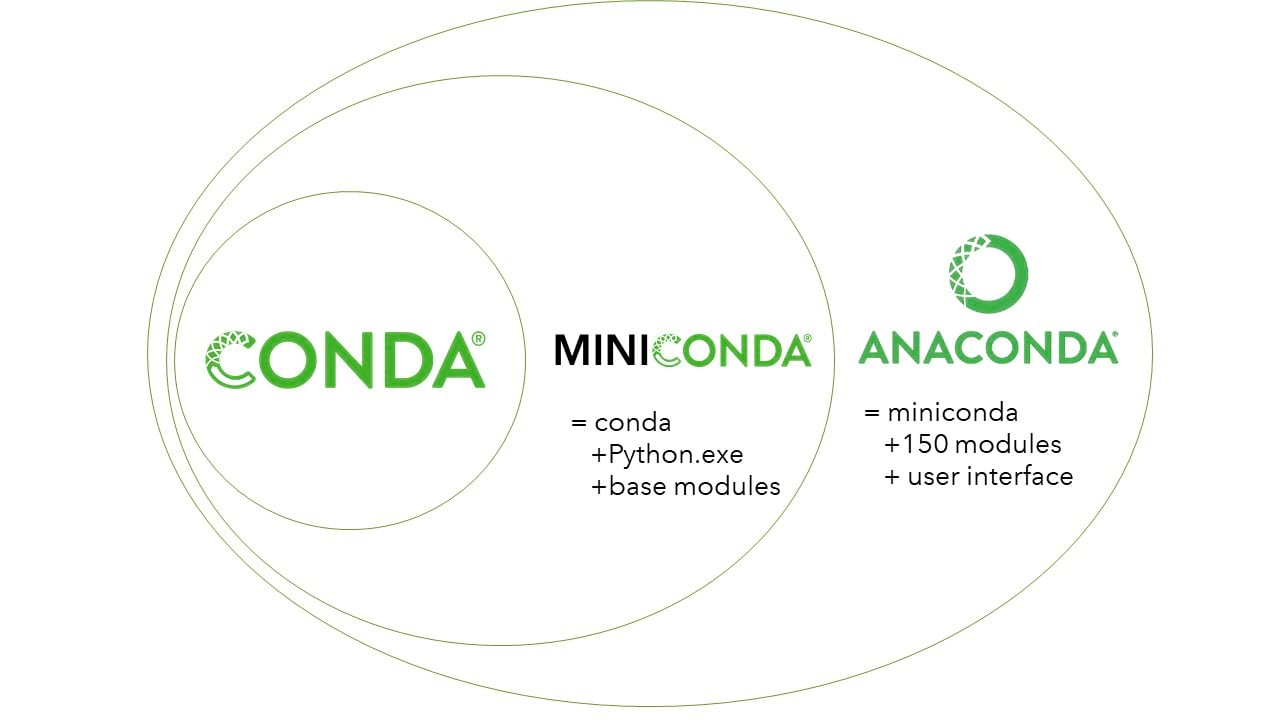 CONDA®
MINICONDA®
= conda
+Python.exe
+base modules
ANACONDA®
= miniconda
+150 modules
+ user interface